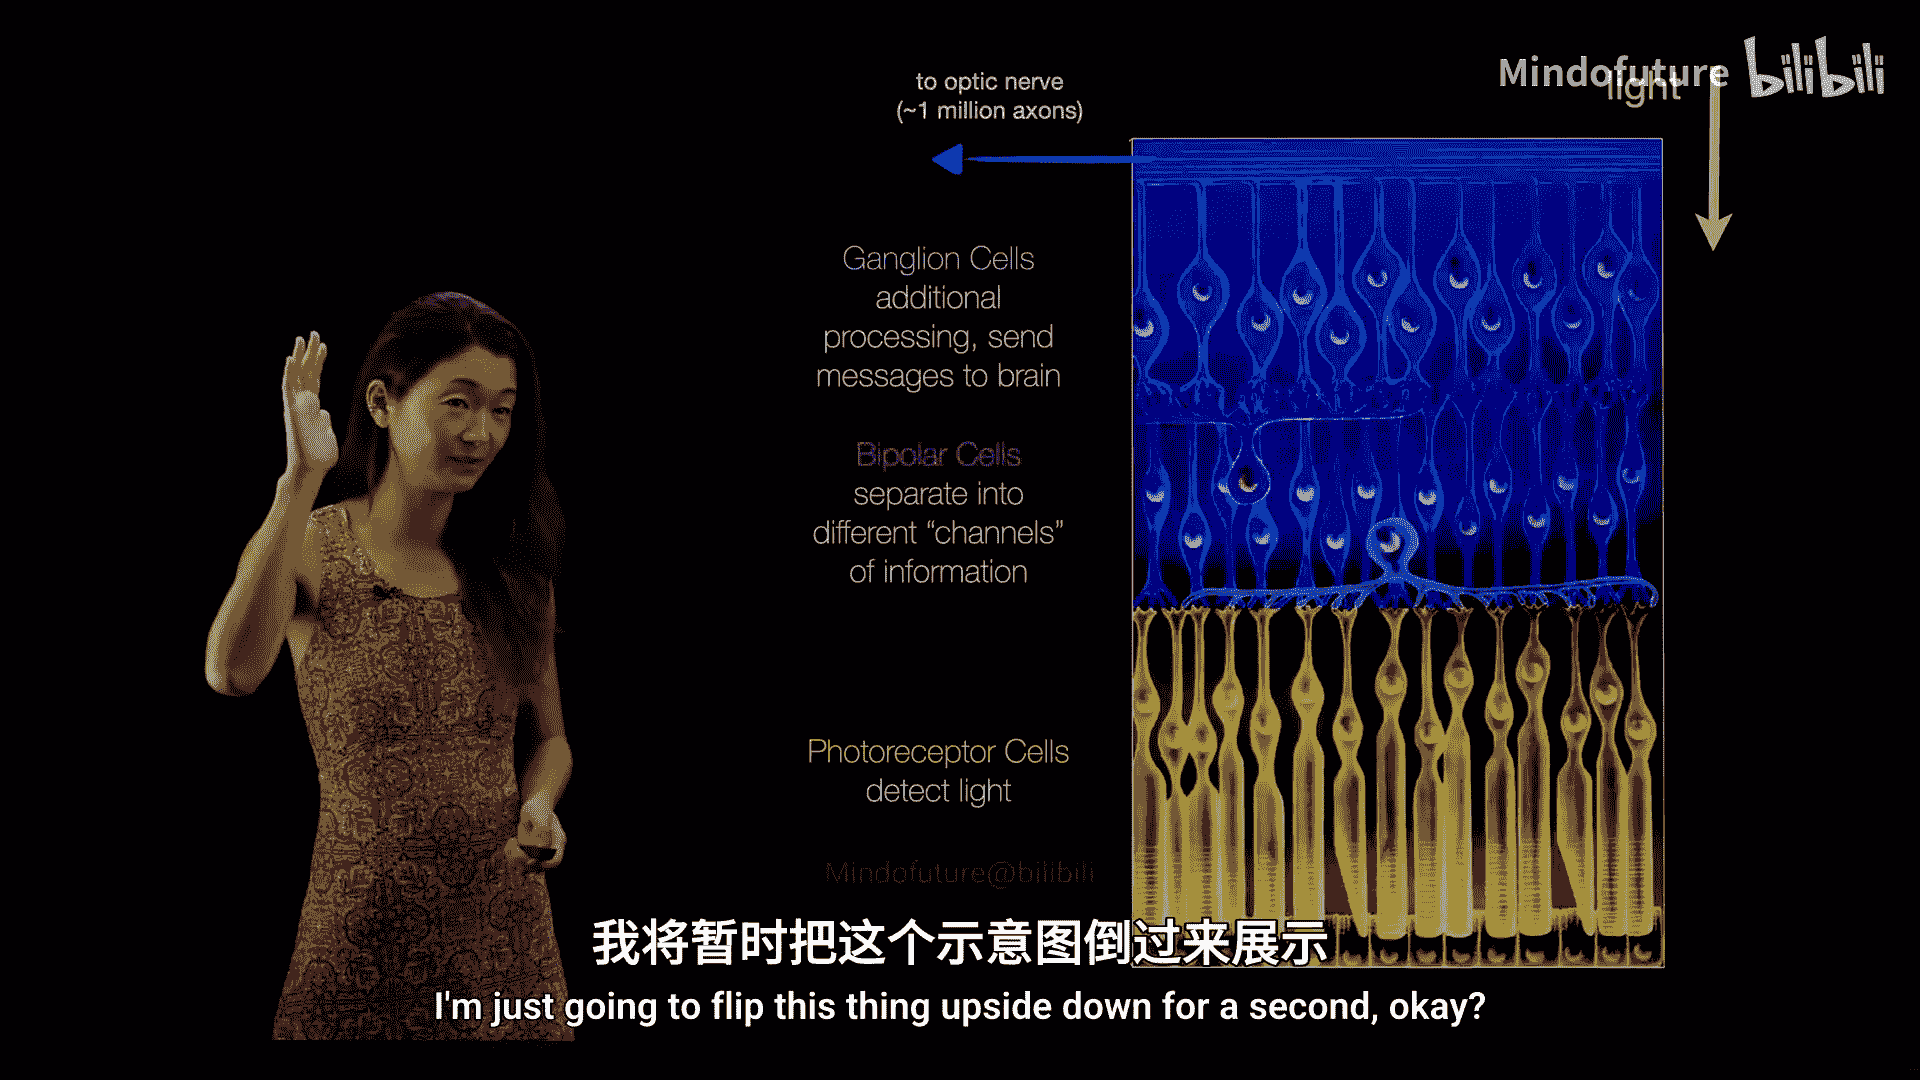 Mindofuture bilibili
light
to optic nerve
(~1 million axons)
Ganglion Cells
additional
processing, send
messages to brain
Bipolar Cells
separate into
different “channels”
of information
Photoreceptor Cells
detect light
Mindofuture@bilibili
我将暂时把这个示意图倒过来展示
I'm just going to flip this thing upside down for a second, okay?